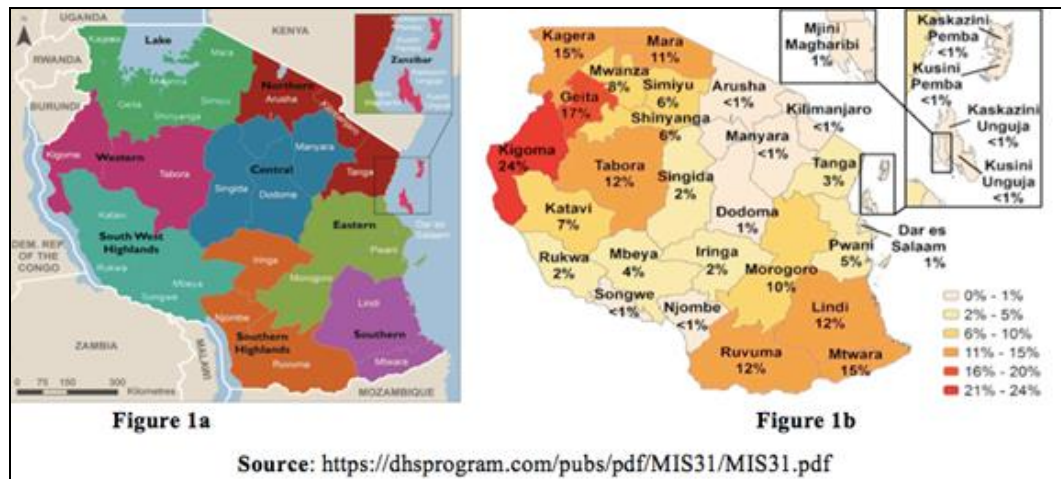 UGANDA
KENYA
RWANDA
BURUNDI
DEM. REP
OF THE
CONGO
ZAMBIA
MALAWI
MOZAMBIQUE
Lake
Kagera
Mara
Geita
Simiyu
Shinyanga
Northern
Arusha
Manyara
Tanga
Western
Kigoma
Tabora
Central
Singida
Dodoma
South West
Highlands
Katavi
Rukwa
Mbeya
Songwe
Eastern
Pwani
Morogoro
Dar es
Salaam
Iringa
Njombe
Southern
Highlands
Ruvuma
Lindi
Southern
Mtwara
Zanzibar
0 75 150 300
Kilometres
Figure 1a
Kagera
15%
Mara
11%
Mwanza
8%
Geita
17%
Simiyu
6%
Shinyanga
6%
Arusha
<1%
Kilimanjaro
<1%
Manyara
<1%
Kigoma
24%
Tabora
12%
Singida
2%
Tanga
3%
Dodoma
1%
Katavi
7%
Rukwa
2%
Mbeya
4%
Iringa
2%
Songwe
<1%
Njombe
<1%
Morogoro
10%
Pwani
5%
Dar es
Salaam
1%
Lindi
12%
Ruvuma
12%
Mtwara
15%
Mjini
Magharibi
1%
Kaskazini
Pemba
<1%
Kusini
Pemba
<1%
Kaskazini
Unguja
<1%
Kusini
Unguja
<1%
0% - 1%
2% - 5%
6% - 10%
11% - 15%
16% - 20%
21% - 24%
Figure 1b
Source: https://dhsprogram.com/pubs/pdf/MIS31/MIS31.pdf